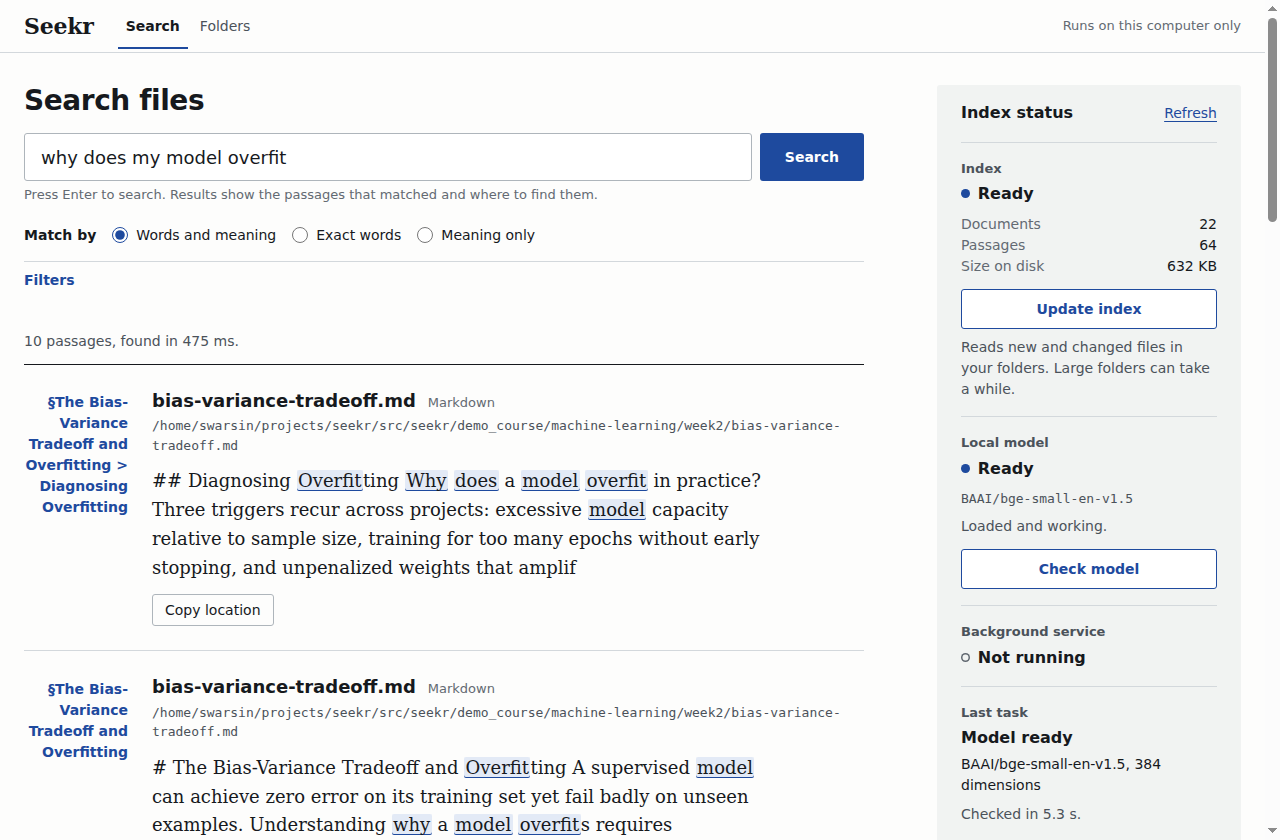 Seekr
Search
Folders
Runs on this computer only
Search files
why does my model overfit
Search
Press Enter to search. Results show the passages that matched and where to find them.
Match by
Words and meaning
Exact words
Meaning only
Filters
10 passages, found in 475 ms.
§The Bias-
Variance
Tradeoff and
Overfitting >
Diagnosing
Overfitting
bias-variance-tradeoff.md Markdown
/home/swarsin/projects/seekr/src/seekr/demo_course/machine-learning/week2/bias-variance-
tradeoff.md
## Diagnosing Overfitting Why does a model overfit in practice?
Three triggers recur across projects: excessive model capacity
relative to sample size, training for too many epochs without early
stopping, and unpenalized weights that amplif
Copy location
§The Bias-
Variance
Tradeoff and
Overfitting
bias-variance-tradeoff.md Markdown
/home/swarsin/projects/seekr/src/seekr/demo_course/machine-learning/week2/bias-variance-
tradeoff.md
# The Bias-Variance Tradeoff and Overfitting A supervised model
can achieve zero error on its training set yet fail badly on unseen
examples. Understanding why a model overfits requires
Index status
Refresh
Index
Ready
Documents 22
Passages 64
Size on disk 632 KB
Update index
Reads new and changed files in
your folders. Large folders can take
a while.
Local model
Ready
BAAI/bge-small-en-v1.5
Loaded and working.
Check model
Background service
Not running
Last task
Model ready
BAAI/bge-small-en-v1.5, 384
dimensions
Checked in 5.3 s.